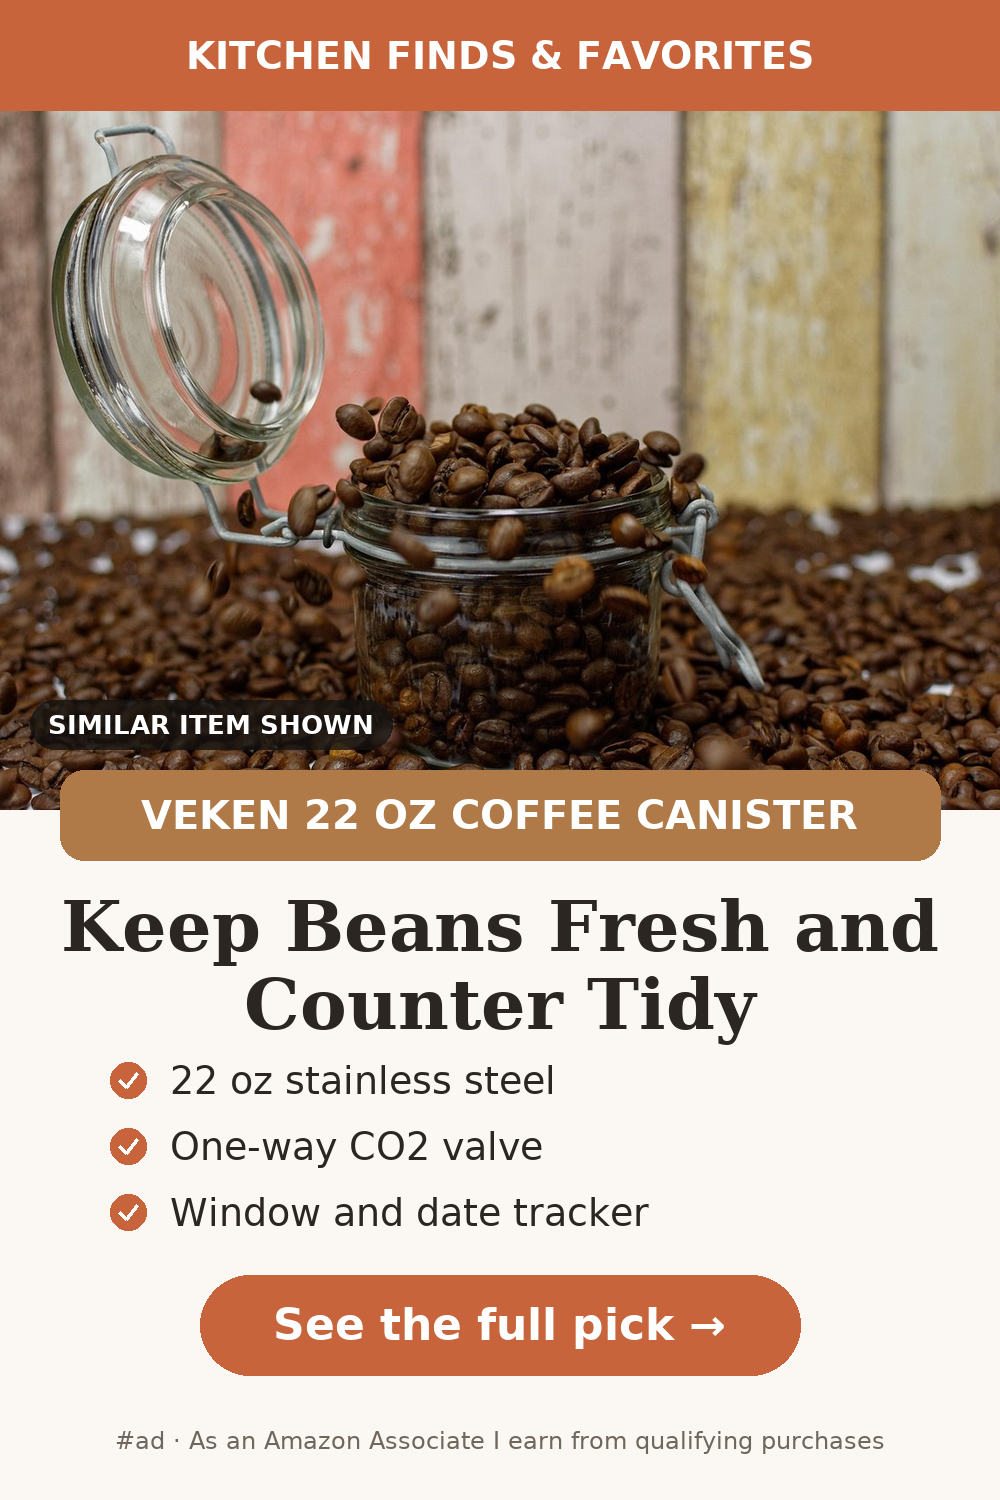 KITCHEN FINDS & FAVORITES
SIMILAR ITEM SHOWN
VEKEN 22 OZ COFFEE CANISTER
Keep Beans Fresh and
Counter Tidy
22 oz stainless steel
One-way CO2 valve
Window and date tracker
See the full pick →
#ad · As an Amazon Associate I earn from qualifying purchases